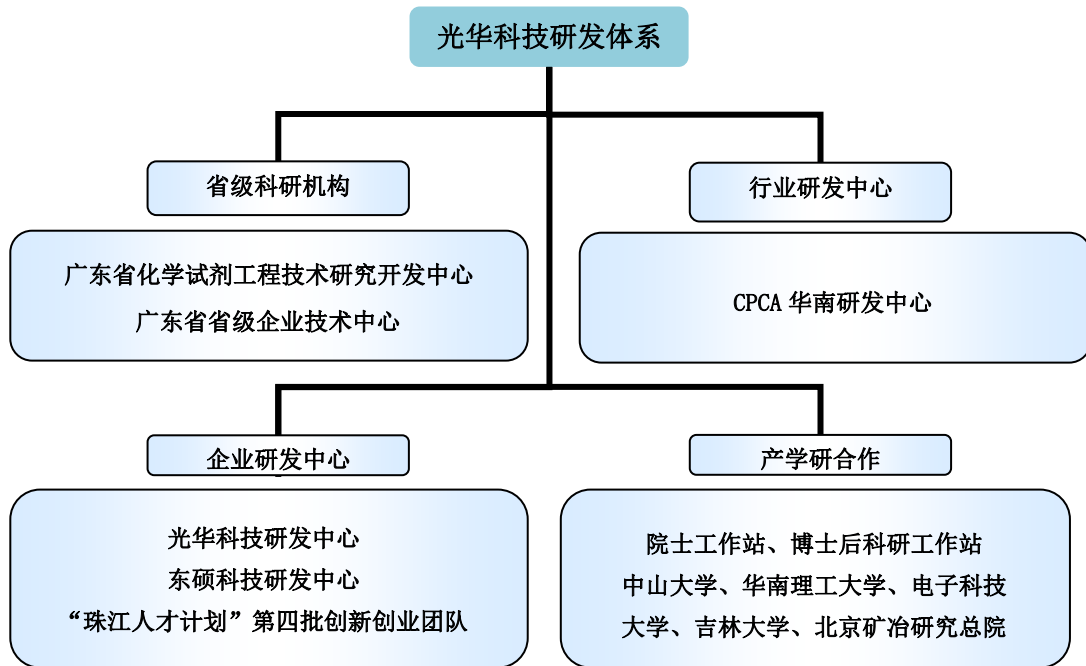 光华科技研发体系
省级科研机构
行业研发中心
广东省化学试剂工程技术研究开发中心
广东省省级企业技术中心
CPCA 华南研发中心
企业研发中心
产学研合作
光华科技研发中心
东硕科技研发中心
“珠江人才计划”第四批创新创业团队
院士工作站、博士后科研工作站
中山大学、华南理工大学、电子科技
大学、吉林大学、北京矿冶研究总院